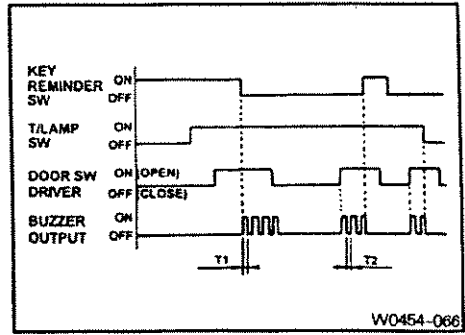 KEY
REMINDER
SW
ON
OFF
T/LAMP
SW
ON
OFF
DOOR SW
DRIVER
ON (OPEN)
OFF (CLOSE)
BUZZER
OUTPUT
ON
OFF
T1
T2
W0454-066